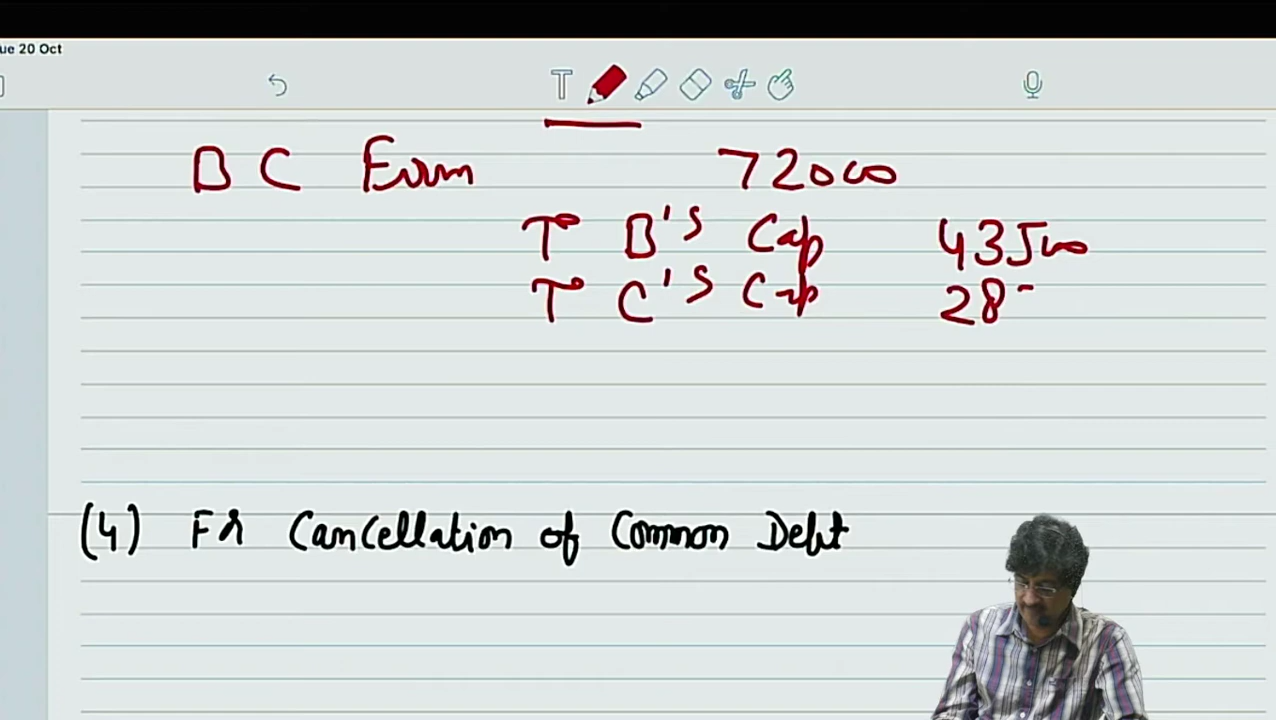 ue 20 Oct
T
B C Firm 72000
To B's Cap 43500
To C's Cap 28
(4) For Cancellation of Common Debt